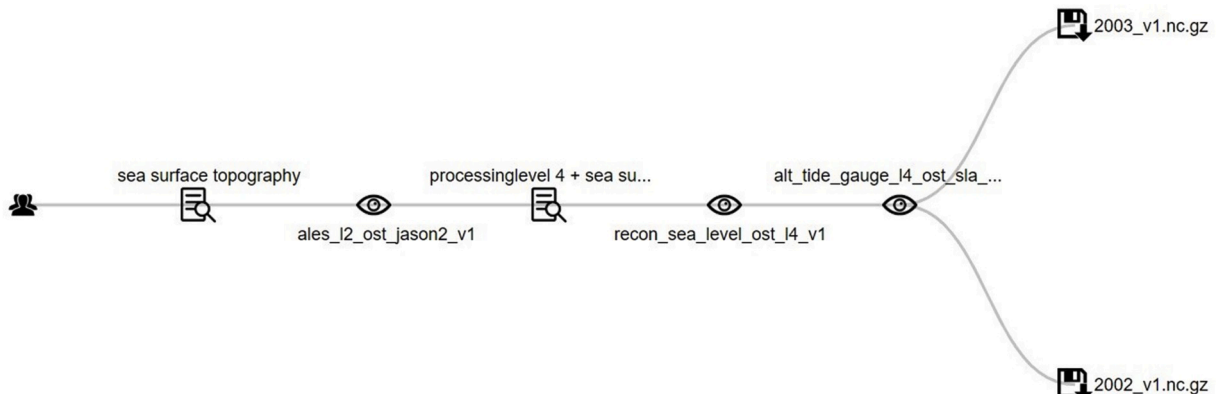 2003_v1.nc.gz
sea surface topography
processinglevel 4 + sea su...
alt_tide_gauge_l4_ost_sla_...
ales_l2_ost_jason2_v1
recon_sea_level_ost_l4_v1
2002_v1.nc.gz